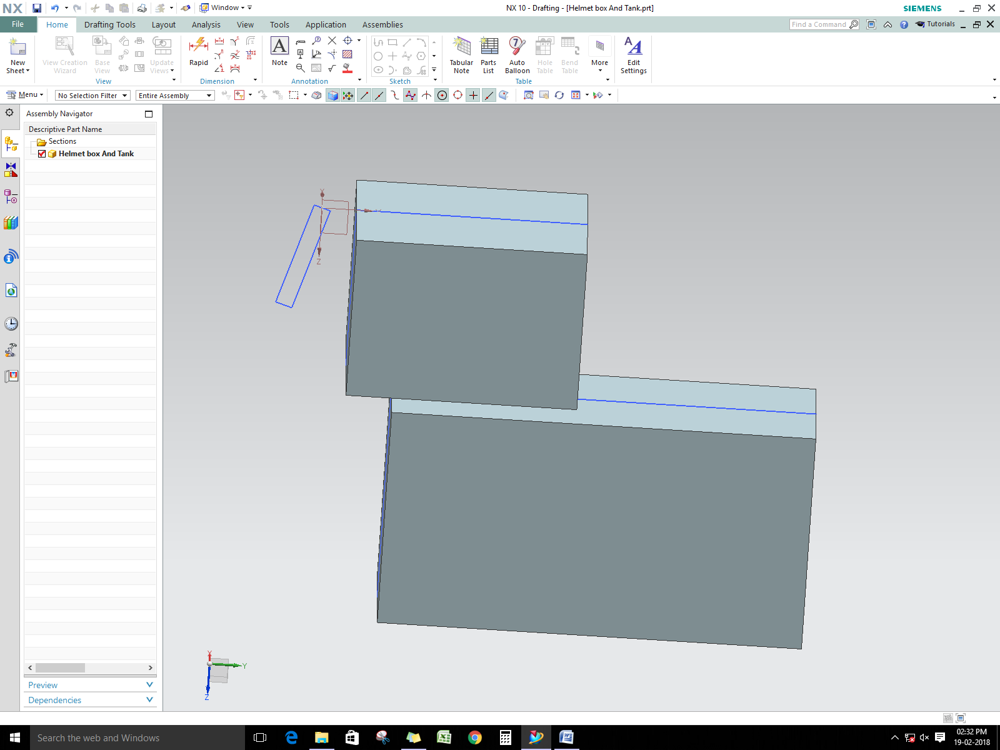 NX Window NX 10 - Drafting - [Helmet box And Tank.prt] SIEMENS
File Home Drafting Tools Layout Analysis View Tools Application Assemblies Find a Command Tutorials
New Sheet
View Creation Wizard
Base View
Update Views
Rapid
A
Note
Tabular Note
Parts List
7
Auto Balloon
Hole Table
Bend Table
More
Edit Settings
View Dimension Annotation Sketch Table
Menu No Selection Filter Entire Assembly
Assembly Navigator
Descriptive Part Name
Sections
Helmet box And Tank
Z
X
Y
Z
Preview
Dependencies
Search the web and Windows
02:32 PM
19-02-2018